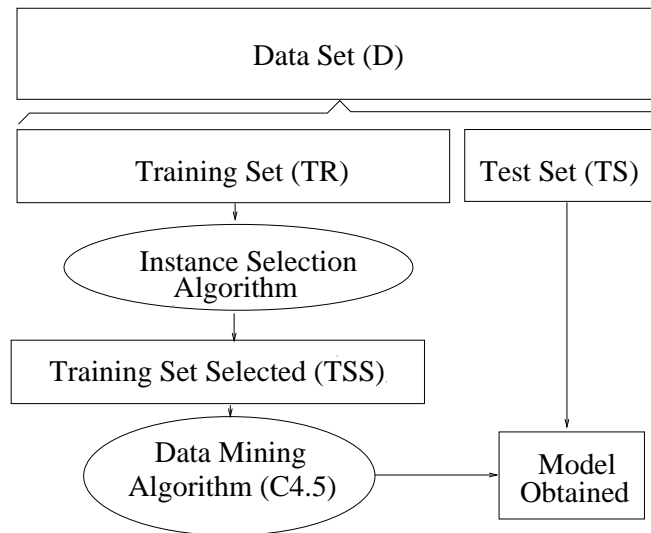 Data Set (D)
Training Set (TR)
Test Set (TS)
Instance Selection
Algorithm
Training Set Selected (TSS)
Data Mining
Algorithm (C4.5)
Model
Obtained